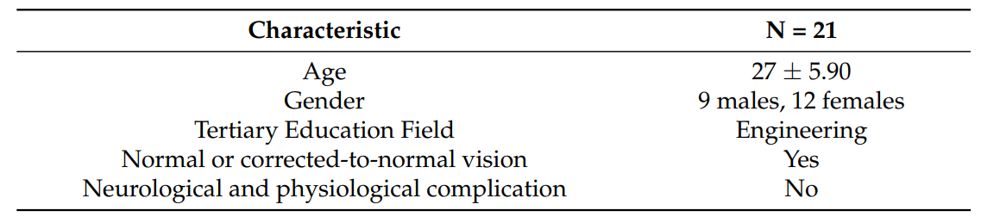 Characteristic N = 21
Age 27 ± 5.90
Gender 9 males, 12 females
Tertiary Education Field Engineering
Normal or corrected-to-normal vision Yes
Neurological and physiological complication No